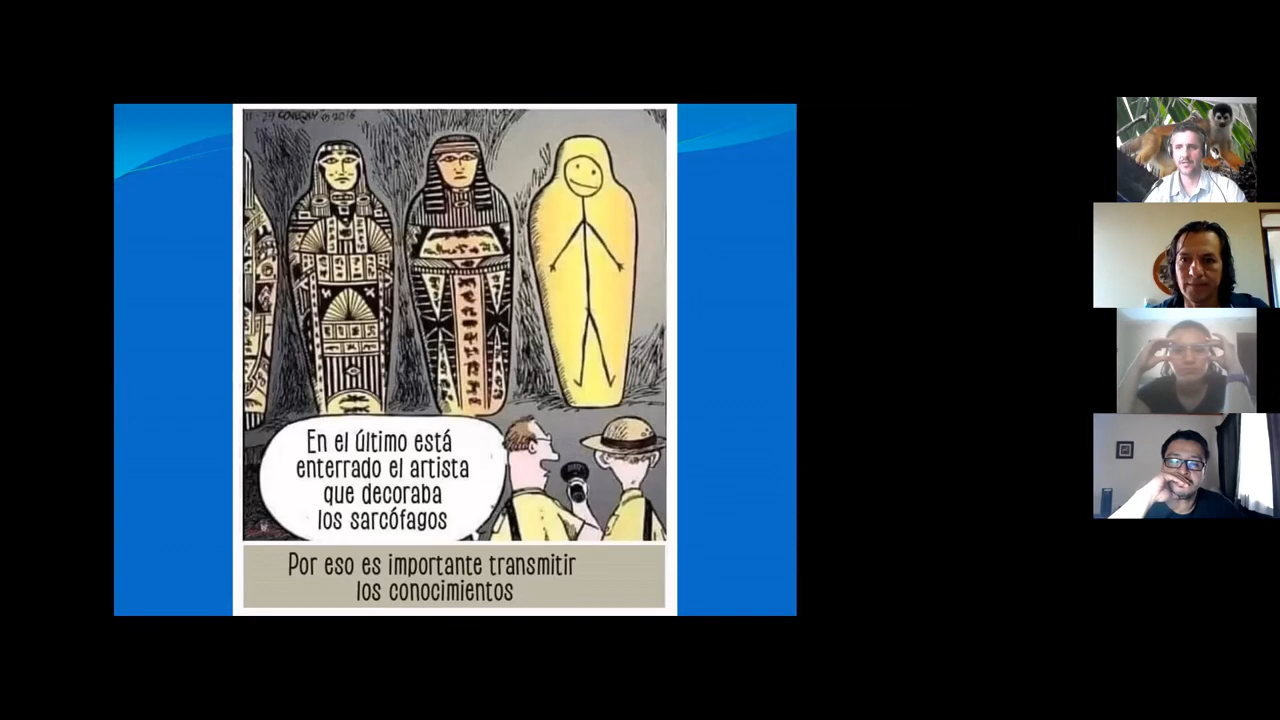 En el último está
enterrado el artista
que decoraba
los sarcófagos
Por eso es importante transmitir
los conocimientos